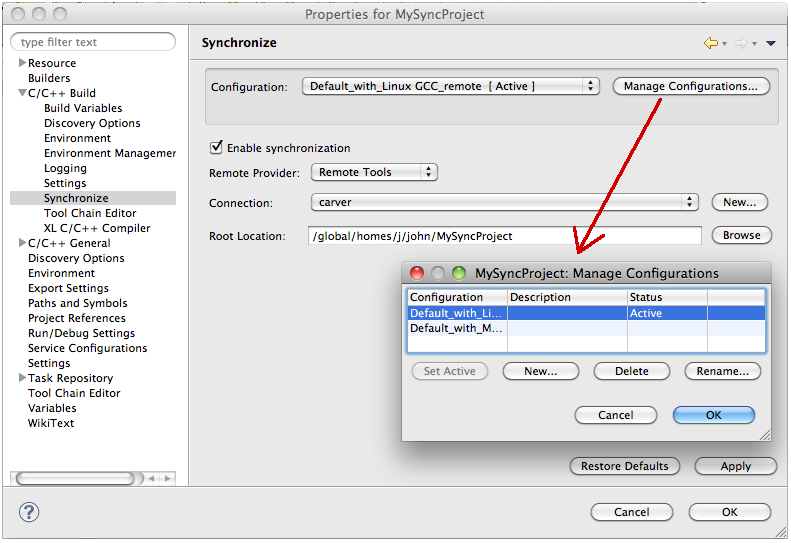 Properties for MySyncProject
type filter text
Synchronize
Resource
Builders
C/C++ Build
Build Variables
Discovery Options
Environment
Environment Managemer
Logging
Settings
Synchronize
Tool Chain Editor
XL C/C++ Compiler
C/C++ General
Discovery Options
Environment
Export Settings
Paths and Symbols
Project References
Run/Debug Settings
Service Configurations
Settings
Task Repository
Tool Chain Editor
Variables
WikiText
Configuration: Default_with_Linux GCC_remote [ Active ] Manage Configurations...
Enable synchronization
Remote Provider: Remote Tools
Connection: carver New...
Root Location: /global/homes/j/john/MySyncProject Browse
MySyncProject: Manage Configurations
Configuration Description Status
Default_with_Li... Active
Default_with_M...
Set Active New... Delete Rename...
Cancel OK
Restore Defaults Apply
? Cancel OK